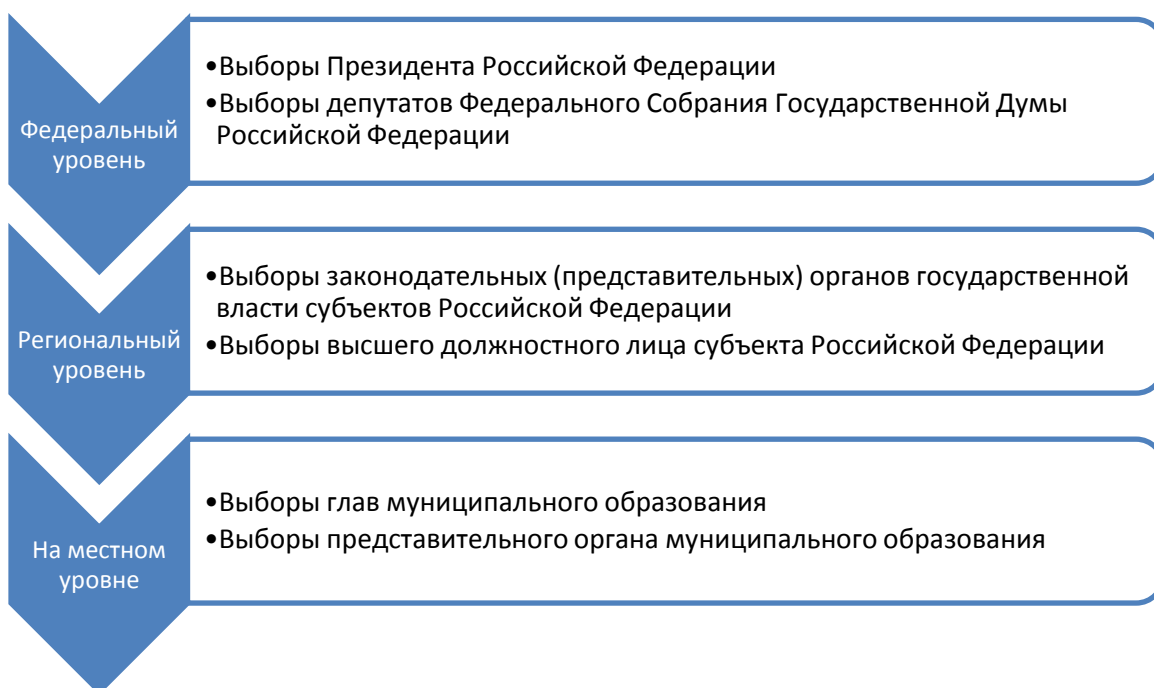 Федеральный
уровень
•Выборы Президента Российской Федерации
•Выборы депутатов Федерального Собрания Государственной Думы
Российской Федерации
Региональный
уровень
•Выборы законодательных (представительных) органов государственной
власти субъектов Российской Федерации
•Выборы высшего должностного лица субъекта Российской Федерации
На местном
уровне
•Выборы глав муниципального образования
•Выборы представительного органа муниципального образования